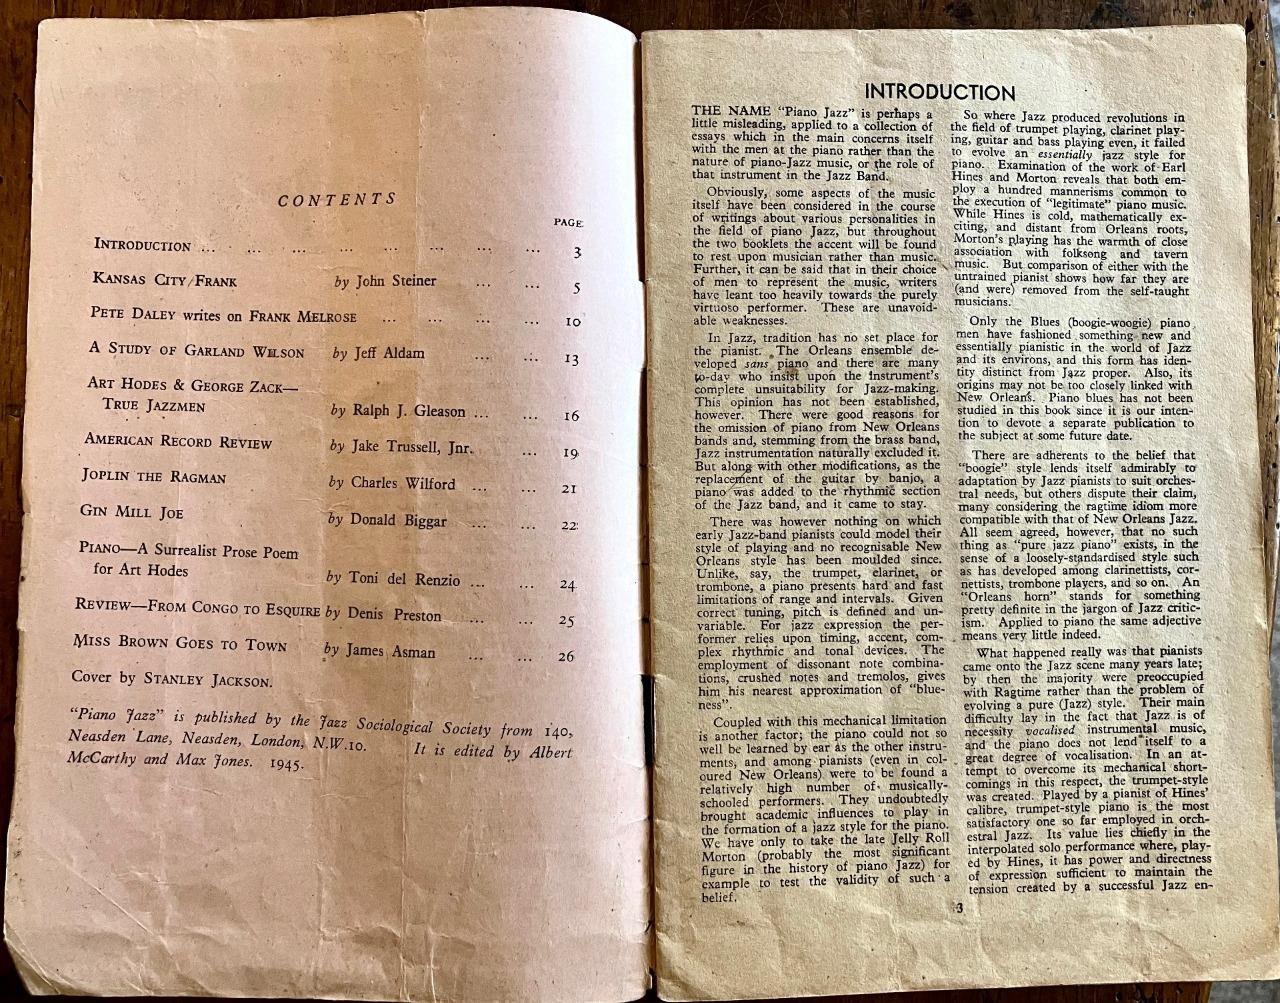 CONTENTS
PAGE
INTRODUCTION ... . ... ... ... ... ... ... 3
KANSAS CITY/FRANK by John Steiner ... ... 5
PETE DALEY writes on FRANK MELROSE ... ... ... ... 10
A STUDY OF GARLAND WILSON by Jeff Aldam ... ... 13
ART HODES & GEORGE ZACK—
TRUE JAZZMEN by Ralph J. Gleason ... ... 16
AMERICAN RECORD REVIEW by Jake Trussell, Jnr. ... 19
JOPLIN THE RAGMAN by Charles Wilford ... ... 21
GIN MILL JOE by Donald Biggar ... ... 22
PIANO—A Surrealist Prose Poem
for Art Hodes by Toni del Renzio ... ... 24
REVIEW—FROM CONGO TO ESQUIRE by Denis Preston ... 25
MISS BROWN GOES TO TOWN by James Asman ... ... 26
Cover by STANLEY JACKSON.
"Piano Jazz" is published by the Jazz Sociological Society from 140,
Neasden Lane, Neasden, London, N.W.10. It is edited by Albert
McCarthy and Max Jones. 1945.
INTRODUCTION
THE NAME "Piano Jazz" is perhaps a
little misleading, applied to a collection of
essays which in the main concerns itself
with the men at the piano rather than the
nature of piano-Jazz music, or the role of
that instrument in the Jazz Band.
Obviously, some aspects of the music
itself have been considered in the course
of writings about various personalities in
the field of piano Jazz, but throughout
the two booklets the accent will be found
to rest upon musician rather than music.
Further, it can be said that in their choice
of men to represent the music, writers
have leant too heavily towards the purely
virtuoso performer. These are unavoid-
able weaknesses.
In Jazz, tradition has no set place for
the pianist. The Orleans ensemble de-
veloped sans piano and there are many
to-day who insist upon the instrument's
complete unsuitability for Jazz-making.
This opinion has not been established,
however. There were good reasons for
the omission of piano from New Orleans
bands and, stemming from the brass band,
Jazz instrumentation naturally excluded it.
But along with other modifications, as the
replacement of the guitar by banjo, a
piano was added to the rhythmic section
of the Jazz band, and it came to stay.
There was however nothing on which
early Jazz-band pianists could model their
style of playing and no recognisable New
Orleans style has been moulded since.
Unlike, say, the trumpet, clarinet, or
trombone, a piano presents hard and fast
limitations of range and intervals. Given
correct tuning, pitch is defined and un-
variable. For jazz expression the per-
former relies upon timing, accent, com-
plex rhythmic and tonal devices. The
employment of dissonant note combina-
tions, crushed notes and tremolos, gives
him his nearest approximation of "blue-
ness".
Coupled with this mechanical limitation
is another factor; the piano could not so
well be learned by ear as the other instru-
ments, and among pianists (even in col-
oured New Orleans) were to be found a
relatively high number of musically-
schooled performers. They undoubtedly
brought academic influences to play in
the formation of a jazz style for the piano.
We have only to take the late Jelly Roll
Morton (probably the most significant
figure in the history of piano Jazz) for
example to test the validity of such a
belief.
So where Jazz produced revolutions in
the field of trumpet playing, clarinet play-
ing, guitar and bass playing even, it failed
to evolve an essentially jazz style for
piano. Examination of the work of Earl
Hines and Morton reveals that both em-
ploy a hundred mannerisms common to
the execution of "legitimate" piano music.
While Hines is cold, mathematically ex-
citing, and distant from Orleans roots,
Morton's playing has the warmth of close
association with folksong and tavern
music. But comparison of either with the
untrained pianist shows how far they are
(and were) removed from the self-taught
musicians.
Only the Blues (boogie-woogie) piano
men have fashioned something new and
essentially pianistic in the world of Jazz
and its environs, and this form has iden-
tity distinct from Jazz proper. Also, its
origins may not be too closely linked with
New Orleans. Piano blues has not been
studied in this book since it is our inten-
tion to devote a separate publication to
the subject at some future date.
There are adherents to the belief that
"boogie" style lends itself admirably to
adaptation by Jazz pianists to suit orches-
tral needs, but others dispute their claim,
many considering the ragtime idiom more
compatible with that of New Orleans Jazz.
All seem agreed, however, that no such
thing as "pure jazz piano" exists, in the
sense of a loosely-standardised style such
as has developed among clarinettists, cor-
nettists, trombone players, and so on. An
"Orleans horn" stands for something
pretty definite in the jargon of Jazz critic-
ism. Applied to piano the same adjective
means very little indeed.
What happened really was that pianists
came onto the Jazz scene many years late;
by then the majority were preoccupied
with Ragtime rather than the problem of
evolving a pure (Jazz) style. Their main
difficulty lay in the fact that Jazz is of
necessity vocalised instrumental music,
and the piano does not lend itself to a
great degree of vocalisation. In an at-
tempt to overcome its mechanical short-
comings in this respect, the trumpet-style
was created. Played by a pianist of Hines'
calibre, trumpet-style piano is the most
satisfactory one so far employed in orch-
estral Jazz. Its value lies chiefly in the
interpolated solo performance where, play-
ed by Hines, it has power and directness
of expression sufficient to maintain the
tension created by a successful Jazz en-
3